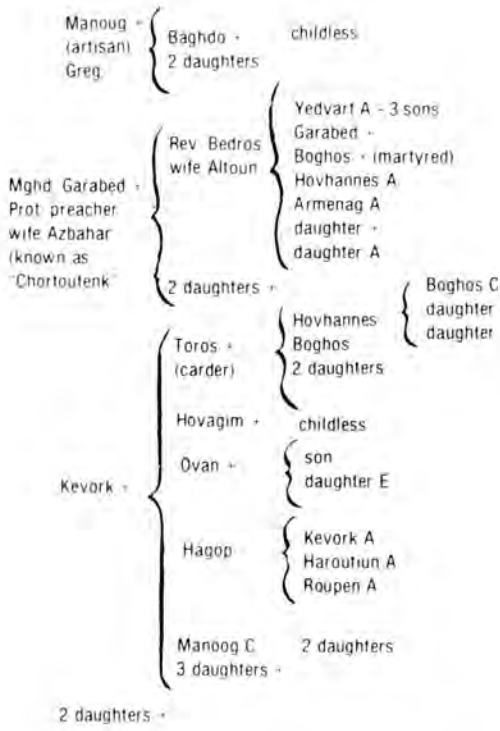 Manoug +
(artisan)
Greg
Baghdo +
2 daughters
childless
Mghd Garabed +
Prot preacher
wife Azbahar
(known as
"Chortoutenk"
Rev Bedros
wife Altoun
Yedvart A - 3 sons
Garabed +
Boghos + (martyred)
Hovhannes A
Armenag A
daughter +
daughter A
2 daughters +
Kevork +
Toros +
(carder)
Hovhannes
Boghos
2 daughters
Boghos C
daughter
daughter
Hovagim +
childless
Ovan +
son
daughter E
Hagop
Kevork A
Haroutiun A
Roupen A
Manoog C
2 daughters
3 daughters +
2 daughters +